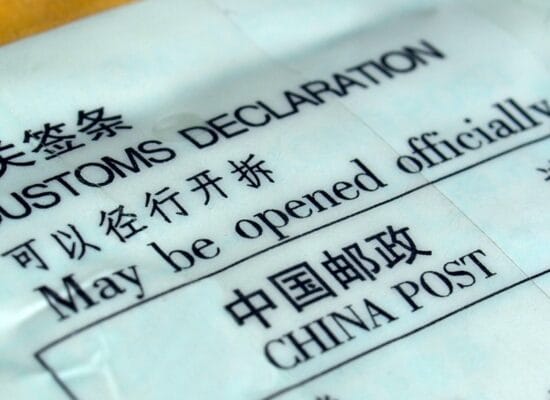 关签条
CUSTOMS DECLARATION
可以径行开拆
May be opened officially
中国邮政
CHINA POST